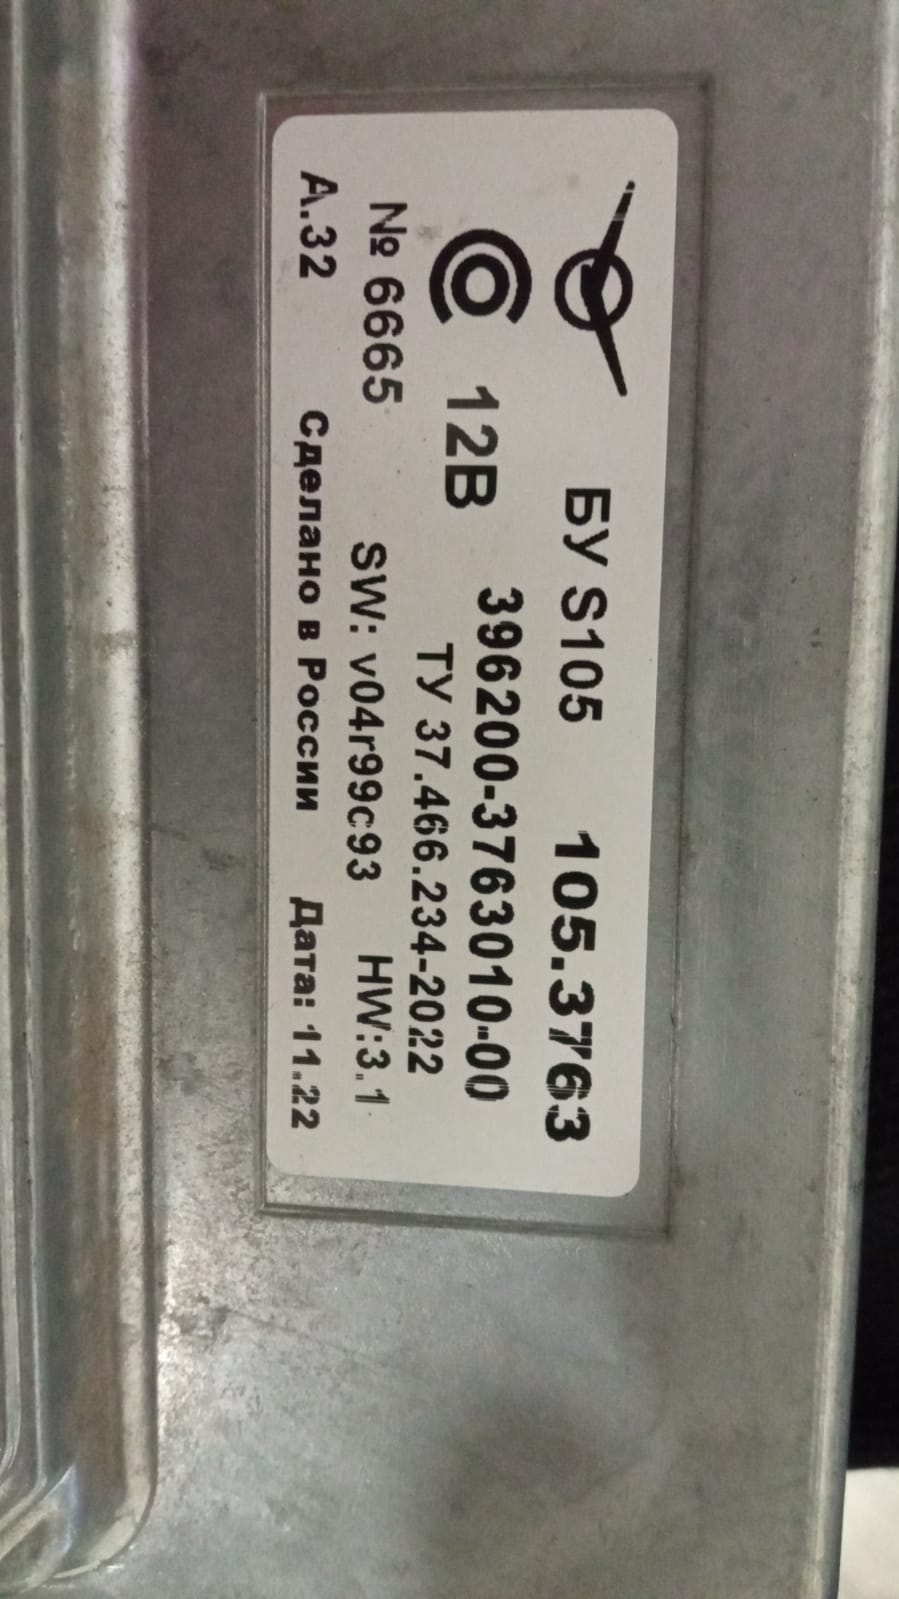 БУ S105 105.3763
12В 396200-3763010-00
ТУ 37.466.234-2022
№ 6665 SW: v04r99c93 HW:3.1
А.32 Сделано в России Дата: 11.22